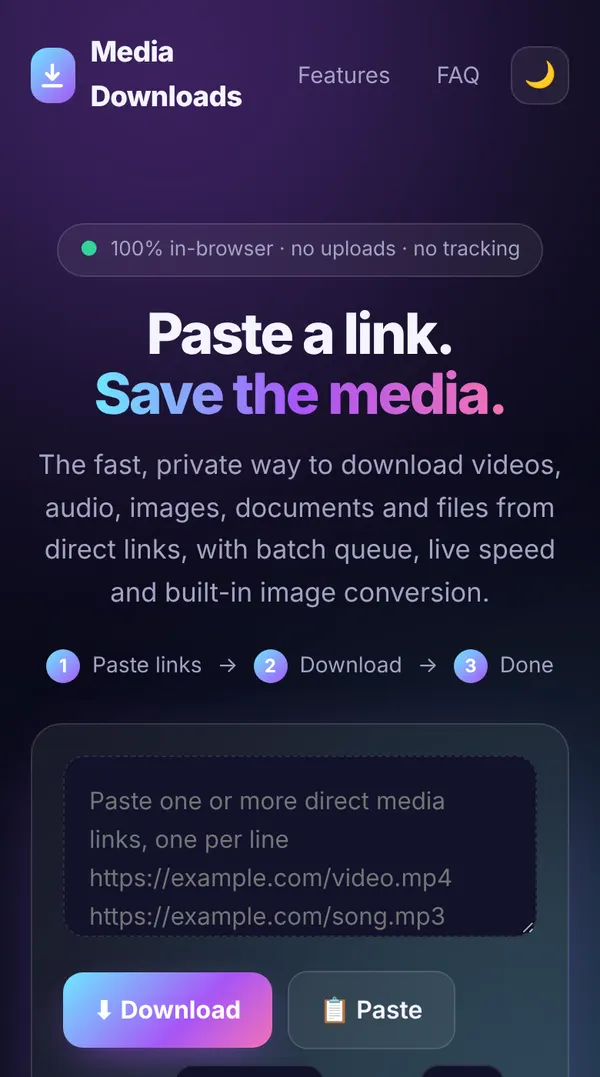 Media
Downloads
Features
FAQ
100% in-browser · no uploads · no tracking
Paste a link.
Save the media.
The fast, private way to download videos,
audio, images, documents and files from
direct links, with batch queue, live speed
and built-in image conversion.
1 Paste links → 2 Download → 3 Done
Paste one or more direct media
links, one per line
https://example.com/video.mp4
https://example.com/song.mp3
⬇ Download
📋 Paste